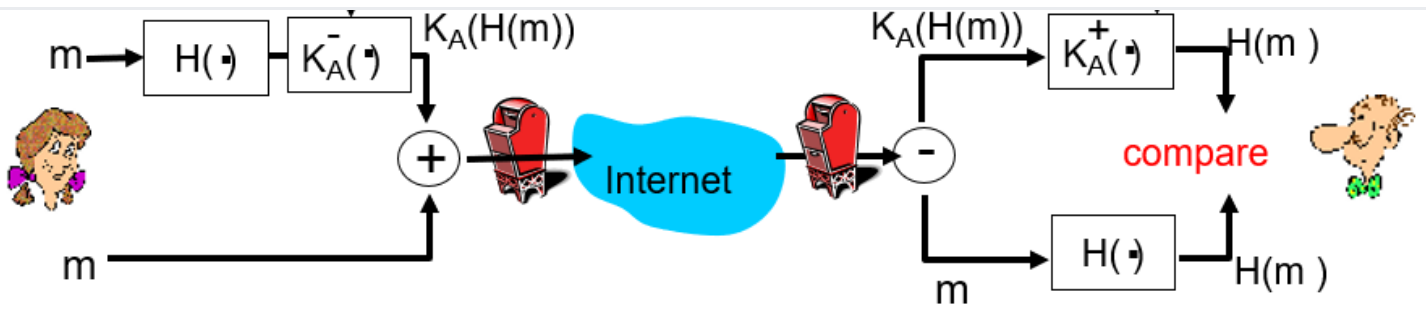 m
H(·)
K⁻A(·)
KA(H(m))
+
m
Internet
-
KA(H(m))
K⁺A(·)
H(m )
compare
m
H(·)
H(m )